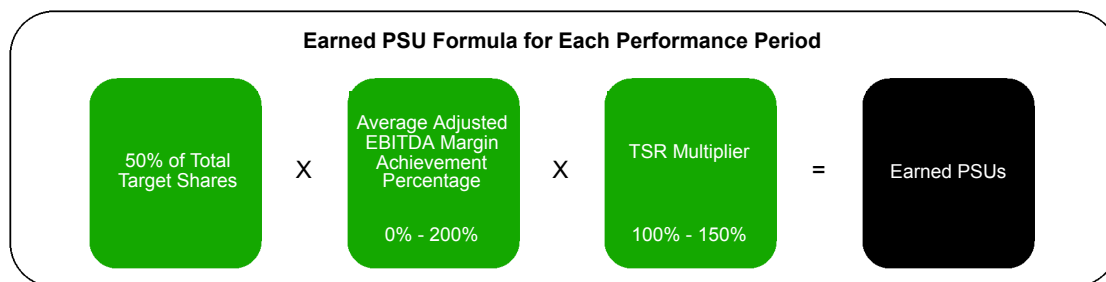 Earned PSU Formula for Each Performance Period
50% of Total
Target Shares
X
Average Adjusted
EBITDA Margin
Achievement
Percentage
0% - 200%
X
TSR Multiplier
100% - 150%
=
Earned PSUs